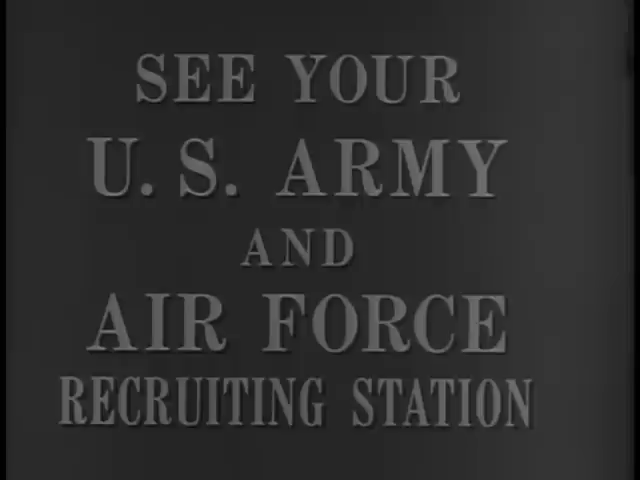 SEE YOUR
U. S. ARMY
AND
AIR FORCE
RECRUITING STATION